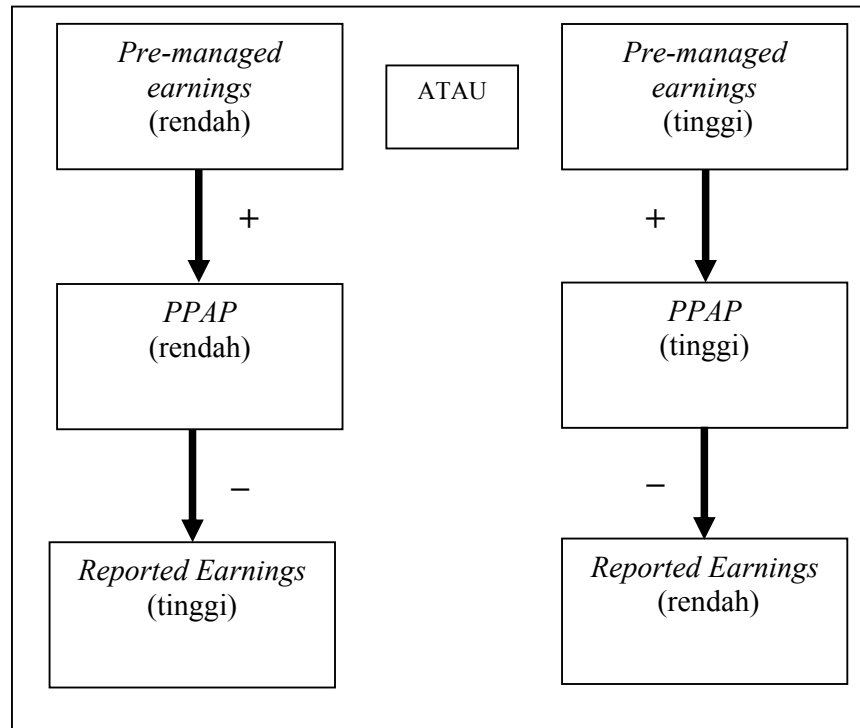 Pre-managed
earnings
(rendah)
+
PPAP
(rendah)
–
Reported Earnings
(tinggi)
ATAU
Pre-managed
earnings
(tinggi)
+
PPAP
(tinggi)
–
Reported Earnings
(rendah)